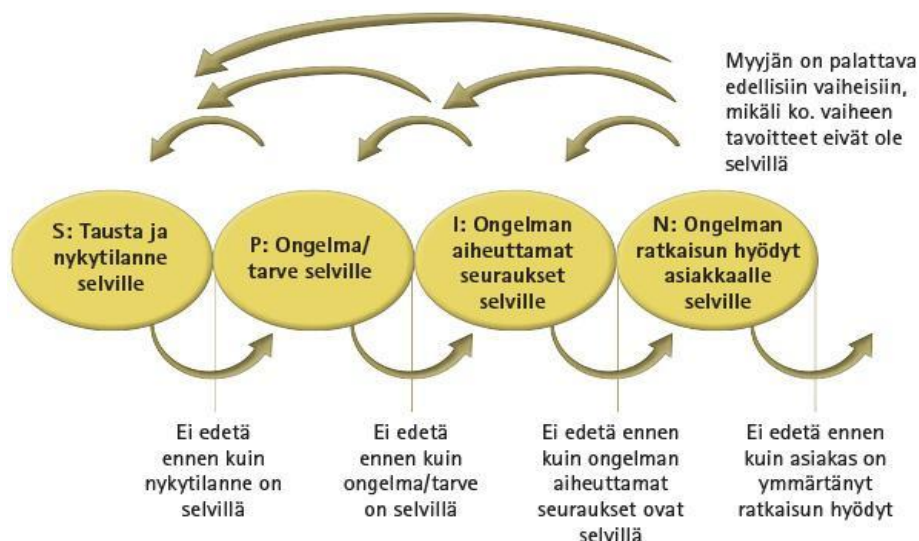 Myyjän on palattava
edellisiin vaiheisiin,
mikäli ko. vaiheen
tavoitteet eivät ole
selvillä
S: Tausta ja
nykytilanne
selville
P: Ongelma/
tarve selville
I: Ongelman
aiheuttamat
seuraukset
selville
N: Ongelman
ratkaisun hyödyt
asiakkaalle
selville
Ei edetä
ennen kuin
nykytilanne on
selvillä
Ei edetä
ennen kuin
ongelma/tarve
on selvillä
Ei edetä ennen
kuin ongelman
aiheuttamat
seuraukset ovat
selvillä
Ei edetä ennen
kuin asiakas on
ymmärtänyt
ratkaisun hyödyt